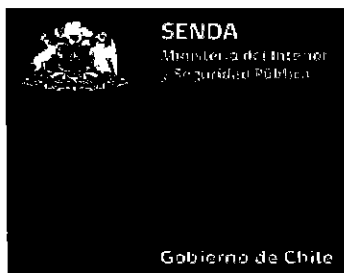 SENDA
Ministerio del Interior
y Seguridad Pública
Gobierno de Chile